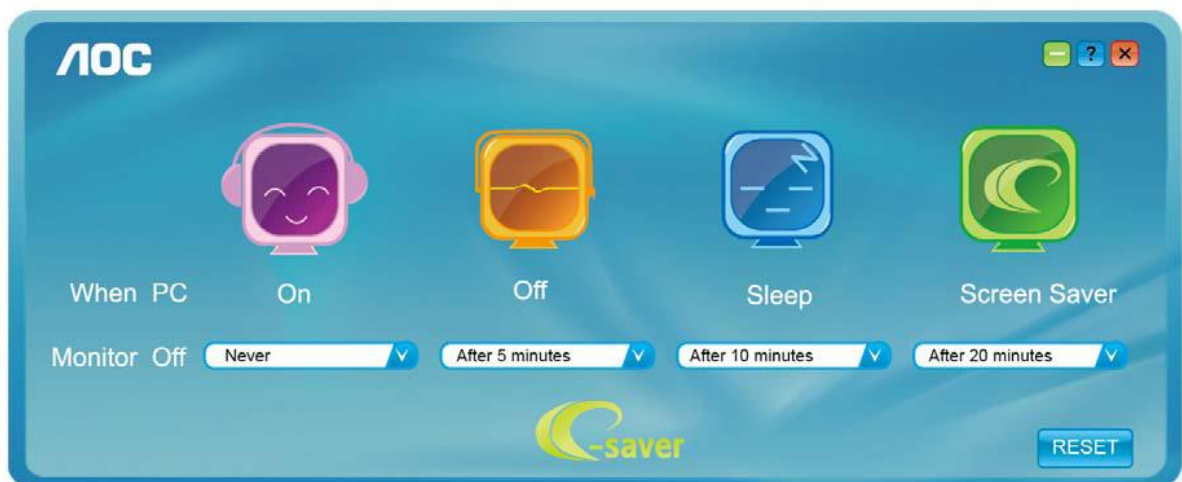 AOC
?
When PC On Off Sleep Screen Saver
Monitor Off Never After 5 minutes After 10 minutes After 20 minutes
e-saver
RESET